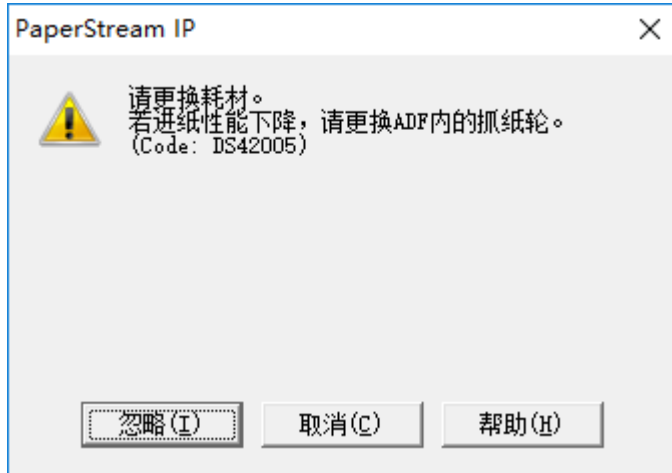 PaperStream IP
请更换耗材。
若进纸性能下降，请更换ADF内的抓纸轮。
(Code: DS42005)
忽略(I) 取消(C) 帮助(H)